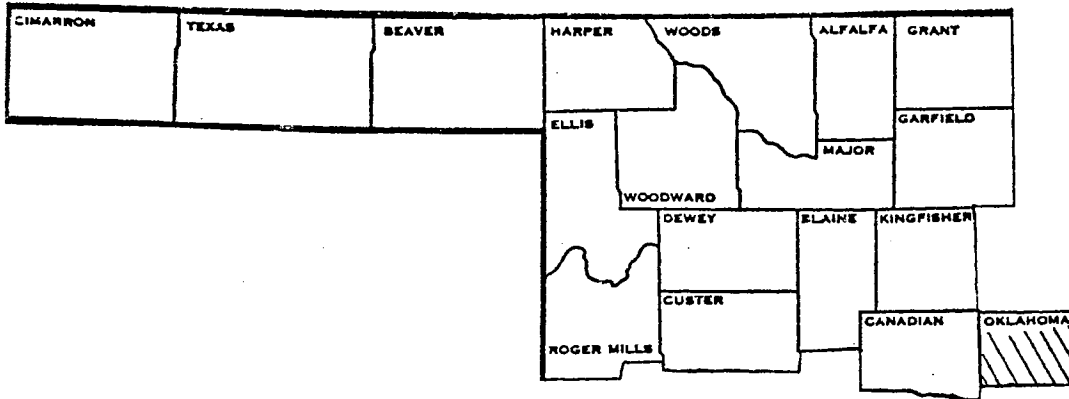 CIMARRON
TEXAS
BEAVER
HARPER
WOODS
ALFALFA
GRANT
ELLIS
GARFIELD
MAJOR
WOODWARD
DEWEY
BLAINE
KINGFISHER
CUSTER
CANADIAN
OKLAHOMA
ROGER MILLS